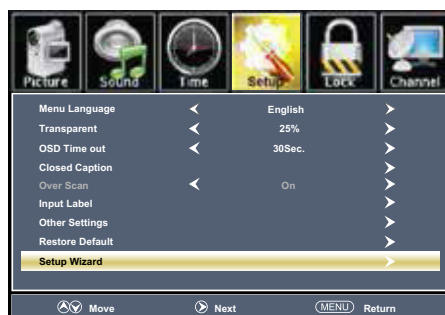 Picture Sound Time Setup Lock Channel
Menu Language English
Transparent 25%
OSD Time out 30Sec.
Closed Caption
Over Scan On
Input Label
Other Settings
Restore Default
Setup Wizard
Move Next MENU Return